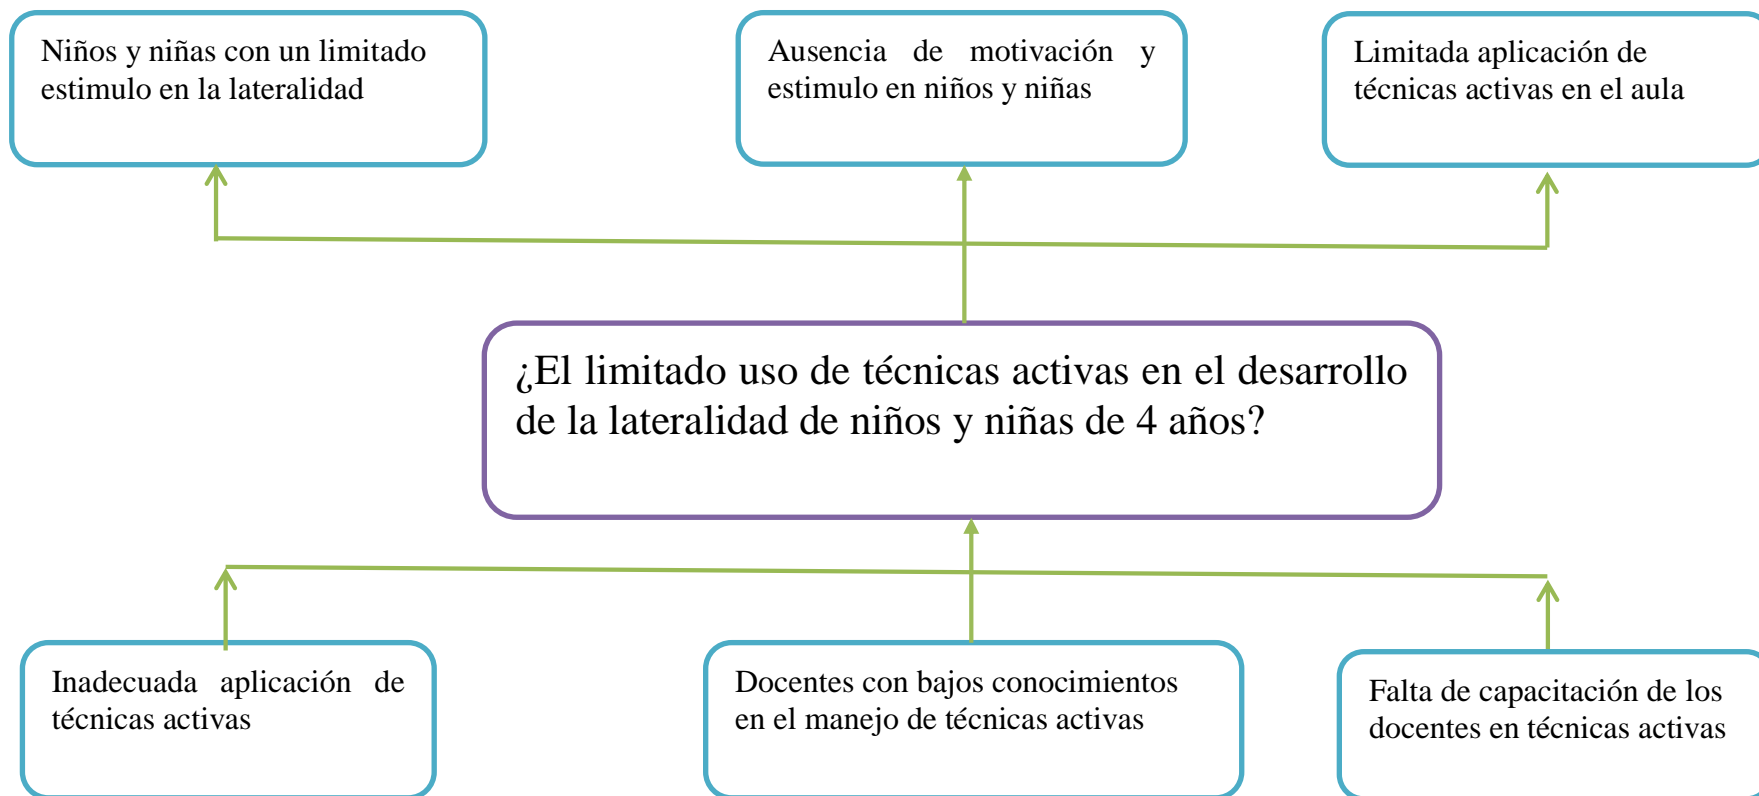 Niños y niñas con un limitado
estimulo en la lateralidad
Ausencia de motivación y
estimulo en niños y niñas
Limitada aplicación de
técnicas activas en el aula
¿El limitado uso de técnicas activas en el desarrollo
de la lateralidad de niños y niñas de 4 años?
Inadecuada aplicación de
técnicas activas
Docentes con bajos conocimientos
en el manejo de técnicas activas
Falta de capacitación de los
docentes en técnicas activas